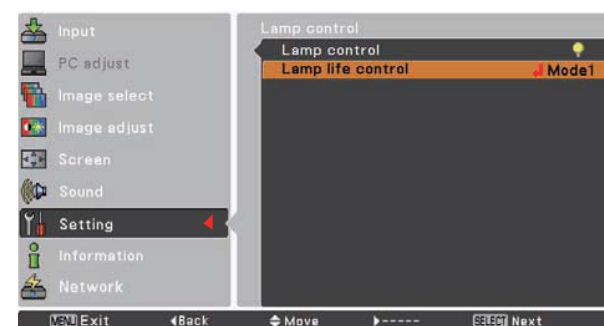 Input
PC adjust
Image select
Image adjust
Screen
Sound
Setting
Information
Network
Lamp control
Lamp control
Lamp life control Mode1
MENU Exit Back Move ----- SELECT Next